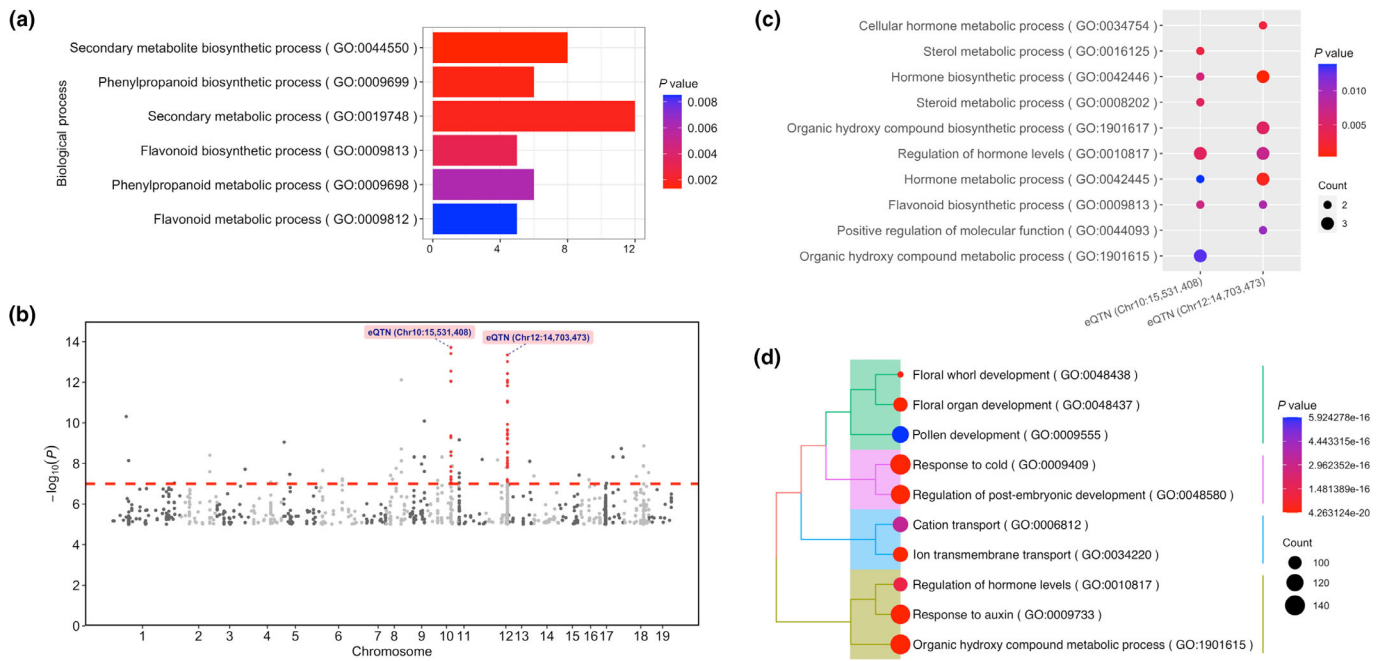 (a)
Biological process
Secondary metabolite biosynthetic process ( GO:0044550 )
Phenylpropanoid biosynthetic process ( GO:0009699 )
Secondary metabolic process ( GO:0019748 )
Flavonoid biosynthetic process ( GO:0009813 )
Phenylpropanoid metabolic process ( GO:0009698 )
Flavonoid metabolic process ( GO:0009812 )
0 4 8 12
P value
0.008
0.006
0.004
0.002
(b)
eQTN (Chr10:15,531,408)
eQTN (Chr12:14,703,473)
−log10(P)
14
12
10
8
6
4
2
0
1 2 3 4 5 6 7 8 9 10 11 12 13 14 15 16 17 18 19
Chromosome
(c)
Cellular hormone metabolic process ( GO:0034754 )
Sterol metabolic process ( GO:0016125 )
Hormone biosynthetic process ( GO:0042446 )
Steroid metabolic process ( GO:0008202 )
Organic hydroxy compound biosynthetic process ( GO:1901617 )
Regulation of hormone levels ( GO:0010817 )
Hormone metabolic process ( GO:0042445 )
Flavonoid biosynthetic process ( GO:0009813 )
Positive regulation of molecular function ( GO:0044093 )
Organic hydroxy compound metabolic process ( GO:1901615 )
eQTN (Chr10:15,531,408)
eQTN (Chr12:14,703,473)
P value
0.010
0.005
Count
2
3
(d)
Floral whorl development ( GO:0048438 )
Floral organ development ( GO:0048437 )
Pollen development ( GO:0009555 )
Response to cold ( GO:0009409 )
Regulation of post-embryonic development ( GO:0048580 )
Cation transport ( GO:0006812 )
Ion transmembrane transport ( GO:0034220 )
Regulation of hormone levels ( GO:0010817 )
Response to auxin ( GO:0009733 )
Organic hydroxy compound metabolic process ( GO:1901615 )
P value
5.924278e-16
4.443315e-16
2.962352e-16
1.481389e-16
4.263124e-20
Count
100
120
140